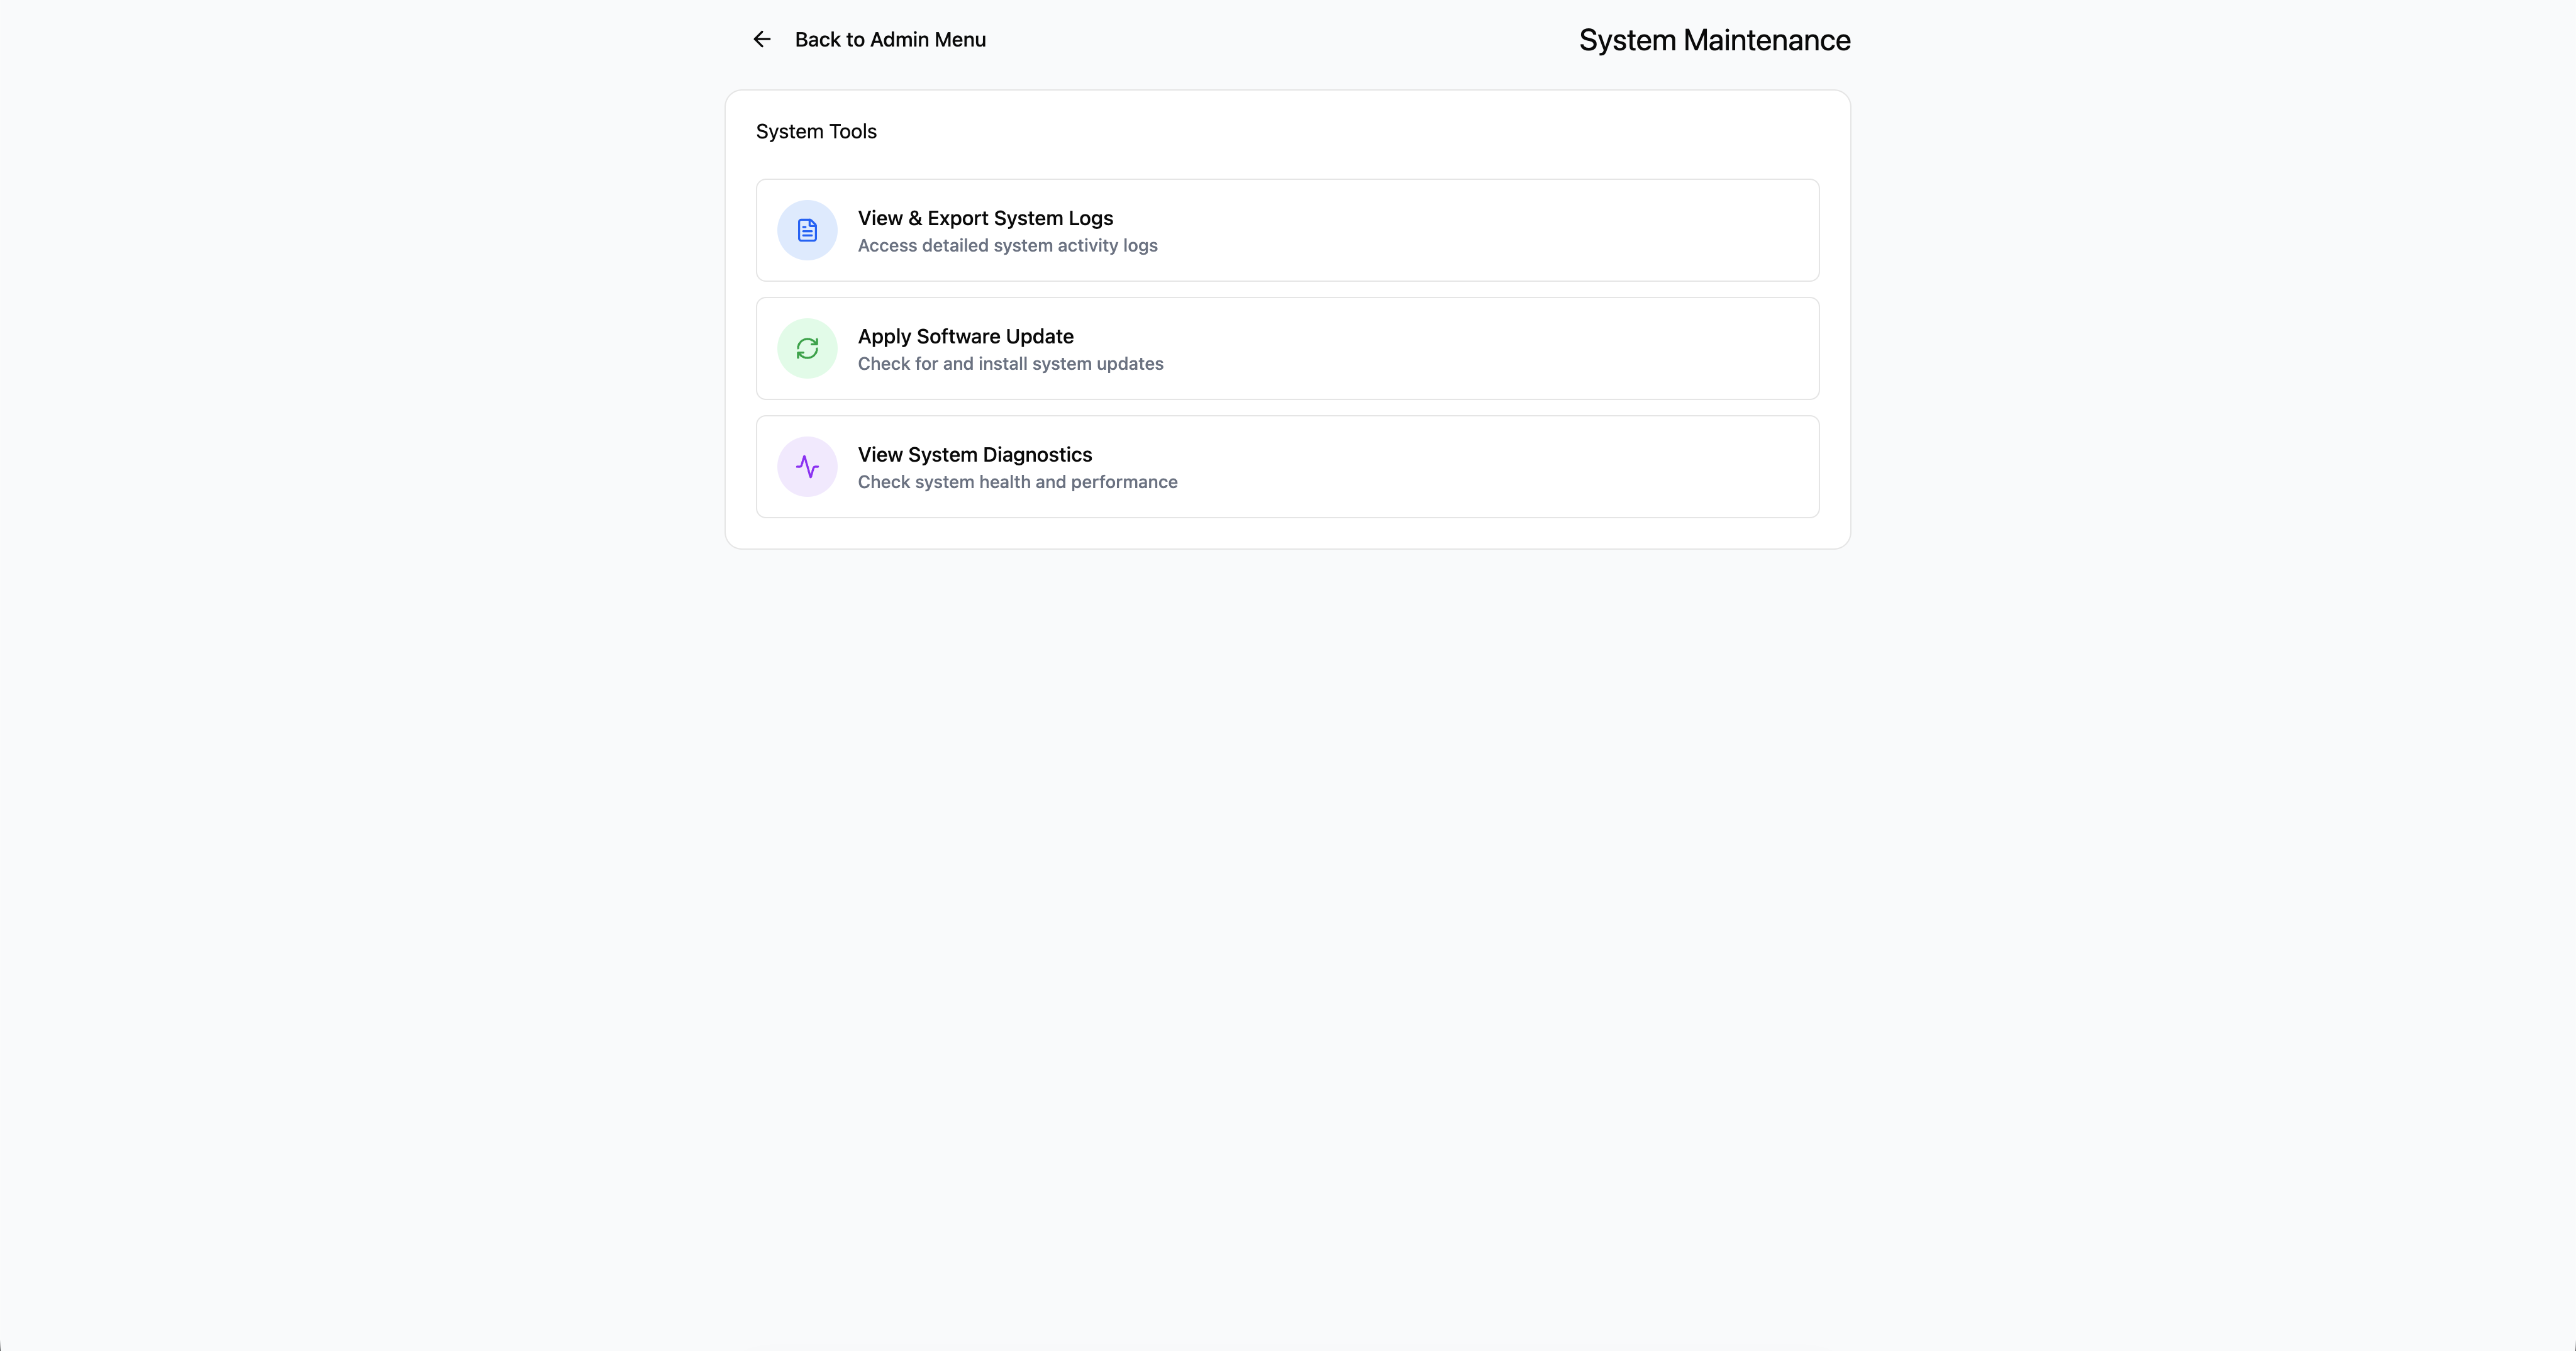 Back to Admin Menu
System Maintenance
System Tools
View & Export System Logs
Access detailed system activity logs
Apply Software Update
Check for and install system updates
View System Diagnostics
Check system health and performance